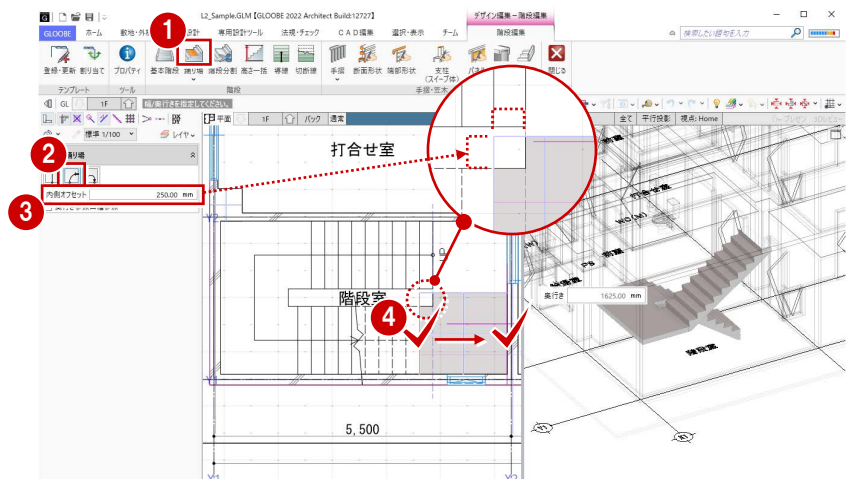 L2_Sample.GLM [GLOOBE 2022 Architect Build:12727]
デザイン編集 - 階段編集
GLOOBE ホーム 専用設計ツール 法規・チェック CAD編集 選択・表示 チーム 階段編集
検索したい語句を入力
1
登録・更新 割り当て プロパティ 基本階段 踊り場 階段分割 高さ一括 導線 切断線 手摺 断面形状 端部形状 支柱 閉じる
(スイープ体)
テンプレート ツール 階段 手摺・笠木
GL 1F 幅/奥行きを指定してください。
平面 1F バック 通常
全て 平行投影 視点: Home
標準 1/100 レイヤ
2
内側オフセット 250.00 mm
3
打合せ室
階段室
4
奥行き 1625.00 mm
5,500
X1 X2
打合せ室
WC(M)
PS 前室
階段室
Y1
X1